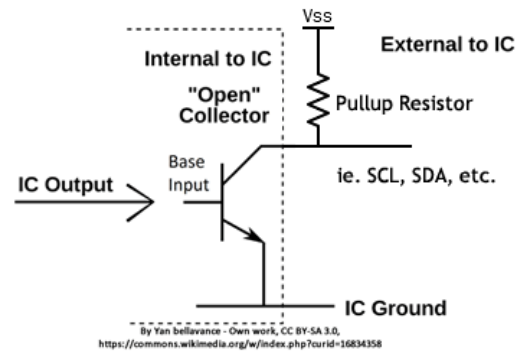 Vss
External to IC
Internal to IC
"Open"
Collector
Pullup Resistor
Base
Input
IC Output
ie. SCL, SDA, etc.
IC Ground
By Yan bellavance - Own work, CC BY-SA 3.0,
https://commons.wikimedia.org/w/index.php?curid=16834358